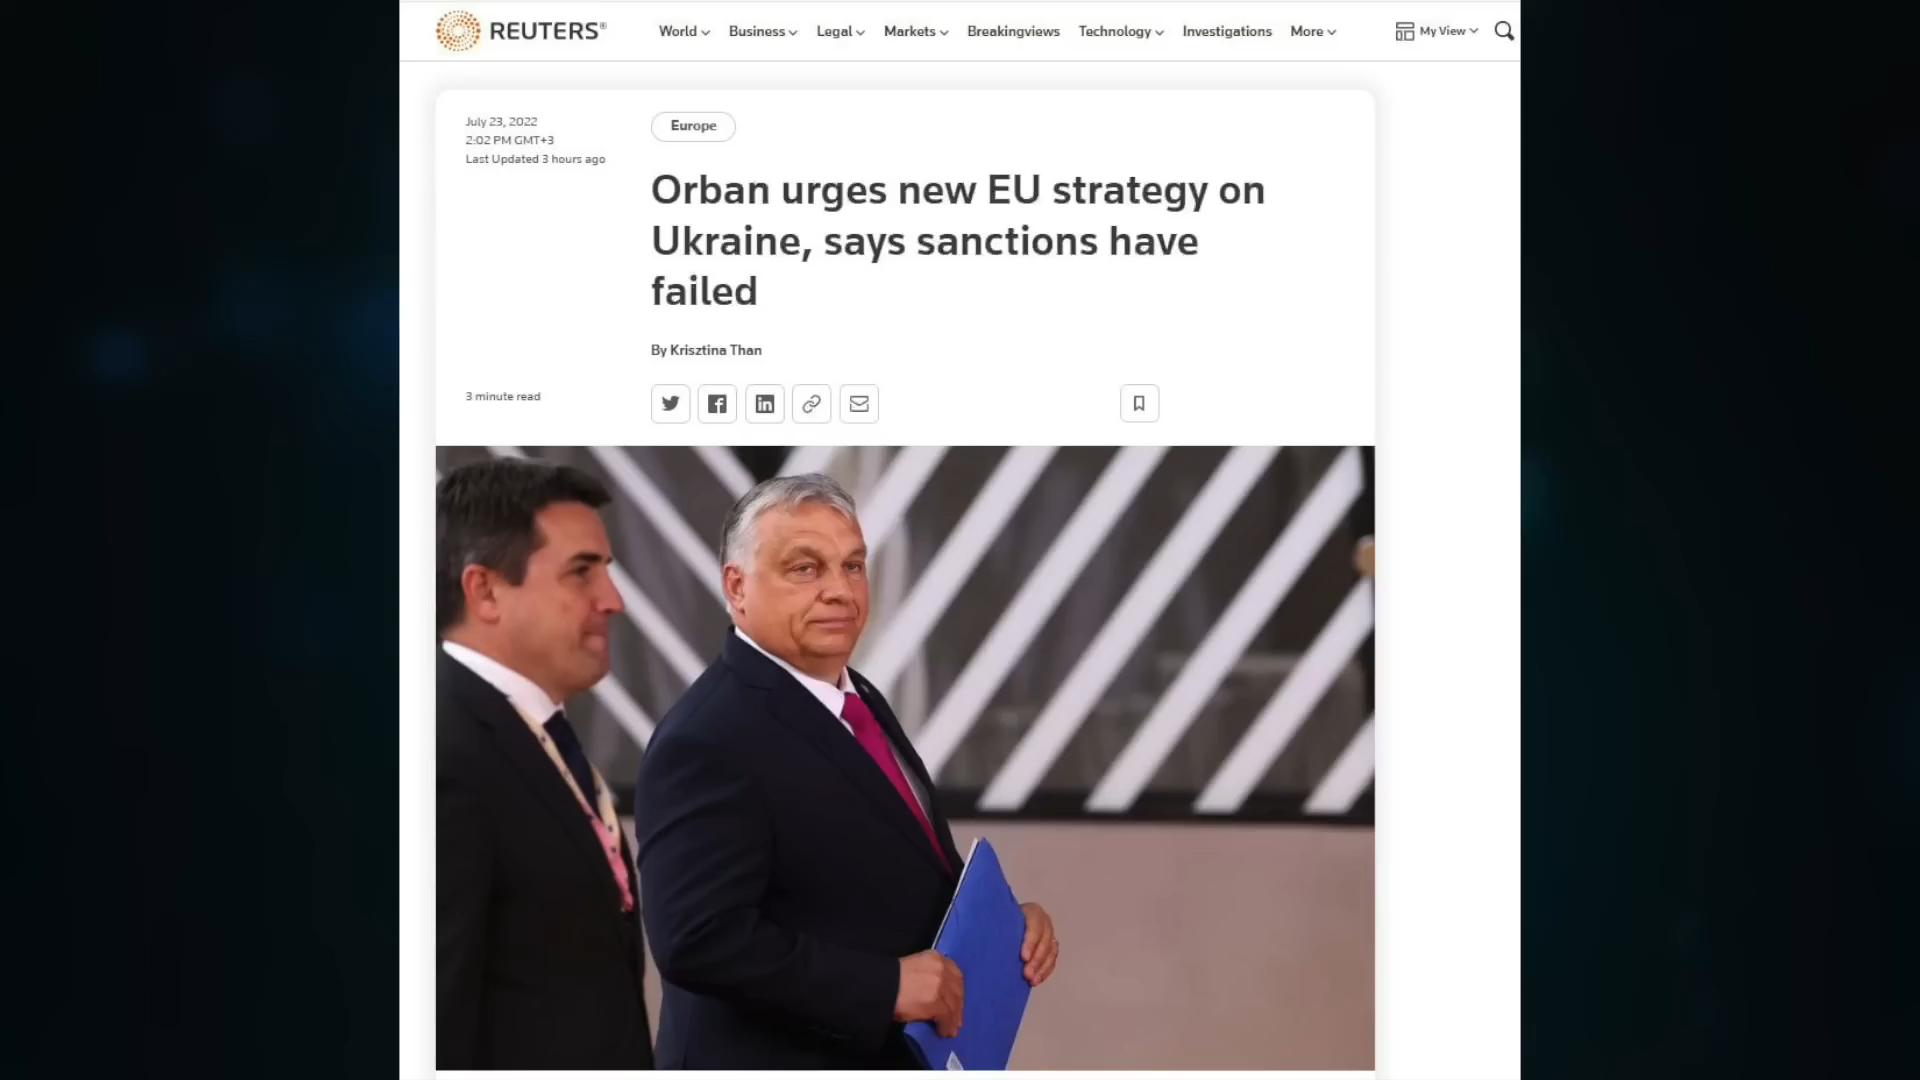 REUTERS®
World Business Legal Markets Breakingviews Technology Investigations More My View
July 23, 2022
2:02 PM GMT+3
Last Updated 3 hours ago
Europe
Orban urges new EU strategy on
Ukraine, says sanctions have
failed
By Krisztina Than
3 minute read